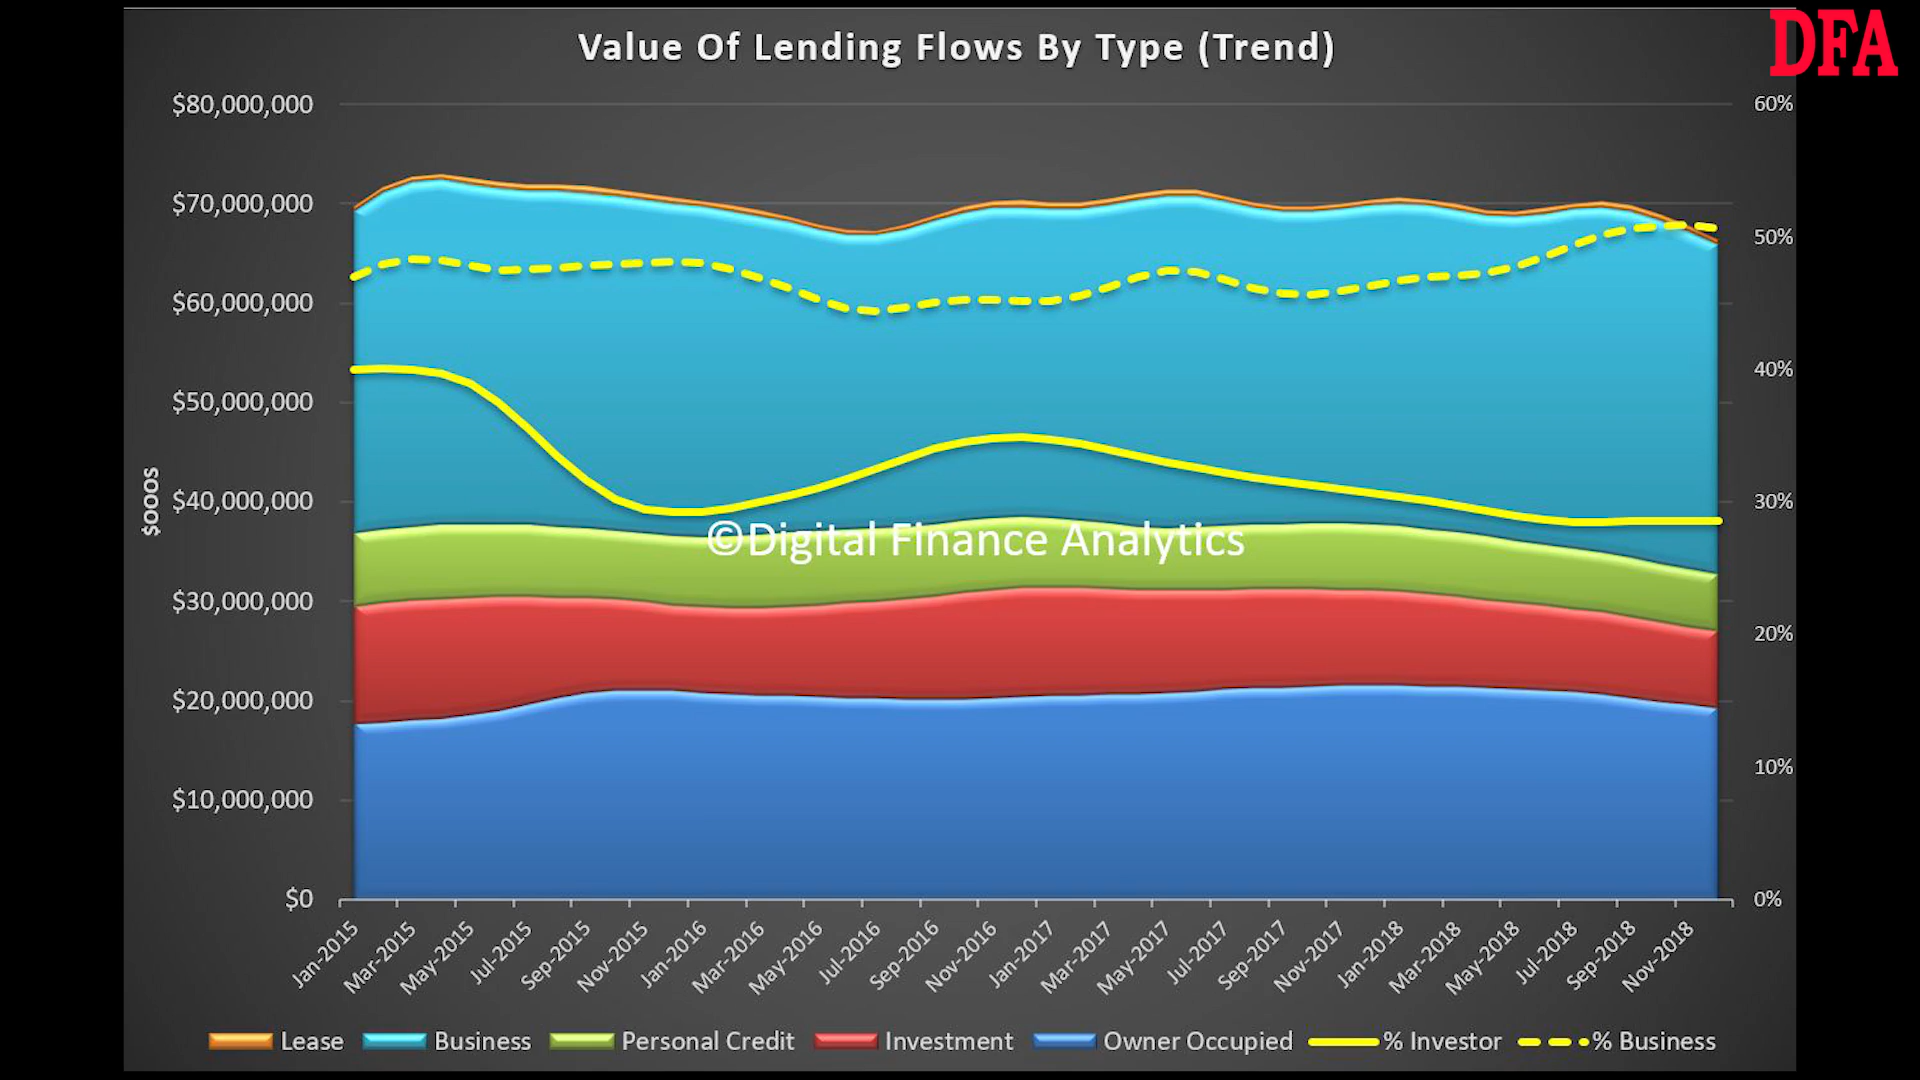 Value Of Lending Flows By Type (Trend)
DFA
$80,000,000
$70,000,000
$60,000,000
$50,000,000
$40,000,000
$30,000,000
$20,000,000
$10,000,000
$0
$000s
60%
50%
40%
30%
20%
10%
0%
©Digital Finance Analytics
Jan-2015
Mar-2015
May-2015
Jul-2015
Sep-2015
Nov-2015
Jan-2016
Mar-2016
May-2016
Jul-2016
Sep-2016
Nov-2016
Jan-2017
Mar-2017
May-2017
Jul-2017
Sep-2017
Nov-2017
Jan-2018
Mar-2018
May-2018
Jul-2018
Sep-2018
Nov-2018
Lease Business Personal Credit Investment Owner Occupied % Investor % Business